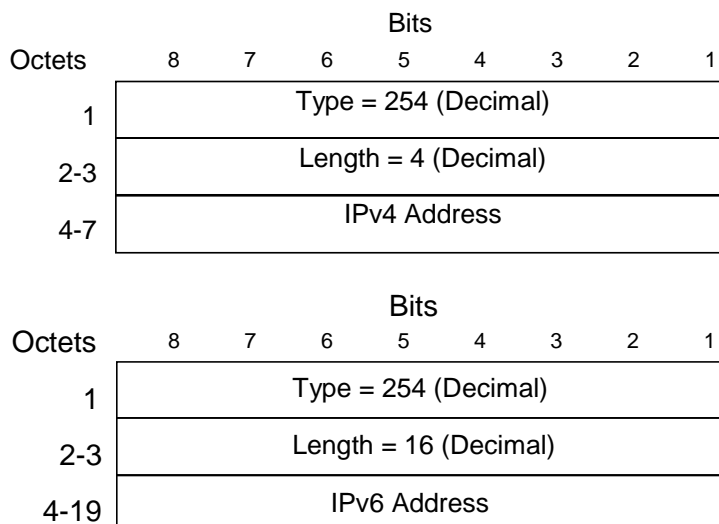 Bits
Octets 8 7 6 5 4 3 2 1
1 Type = 254 (Decimal)
2-3 Length = 4 (Decimal)
4-7 IPv4 Address
Bits
Octets 8 7 6 5 4 3 2 1
1 Type = 254 (Decimal)
2-3 Length = 16 (Decimal)
4-19 IPv6 Address